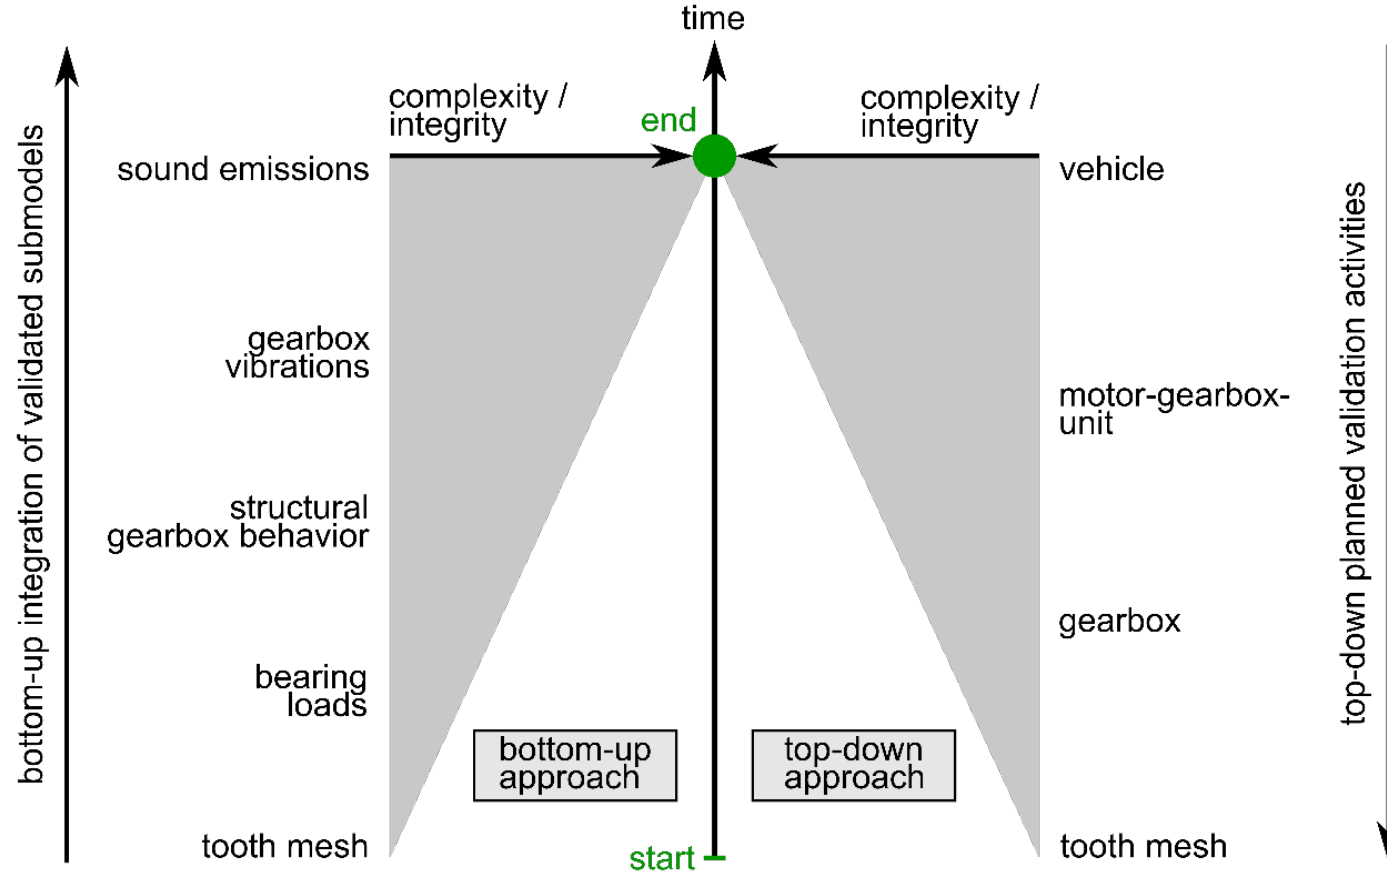 time
complexity /
integrity
end
complexity /
integrity
sound emissions
vehicle
gearbox
vibrations
motor-gearbox-
unit
structural
gearbox behavior
gearbox
bearing
loads
bottom-up
approach
top-down
approach
tooth mesh
start
tooth mesh
bottom-up integration of validated submodels
top-down planned validation activities